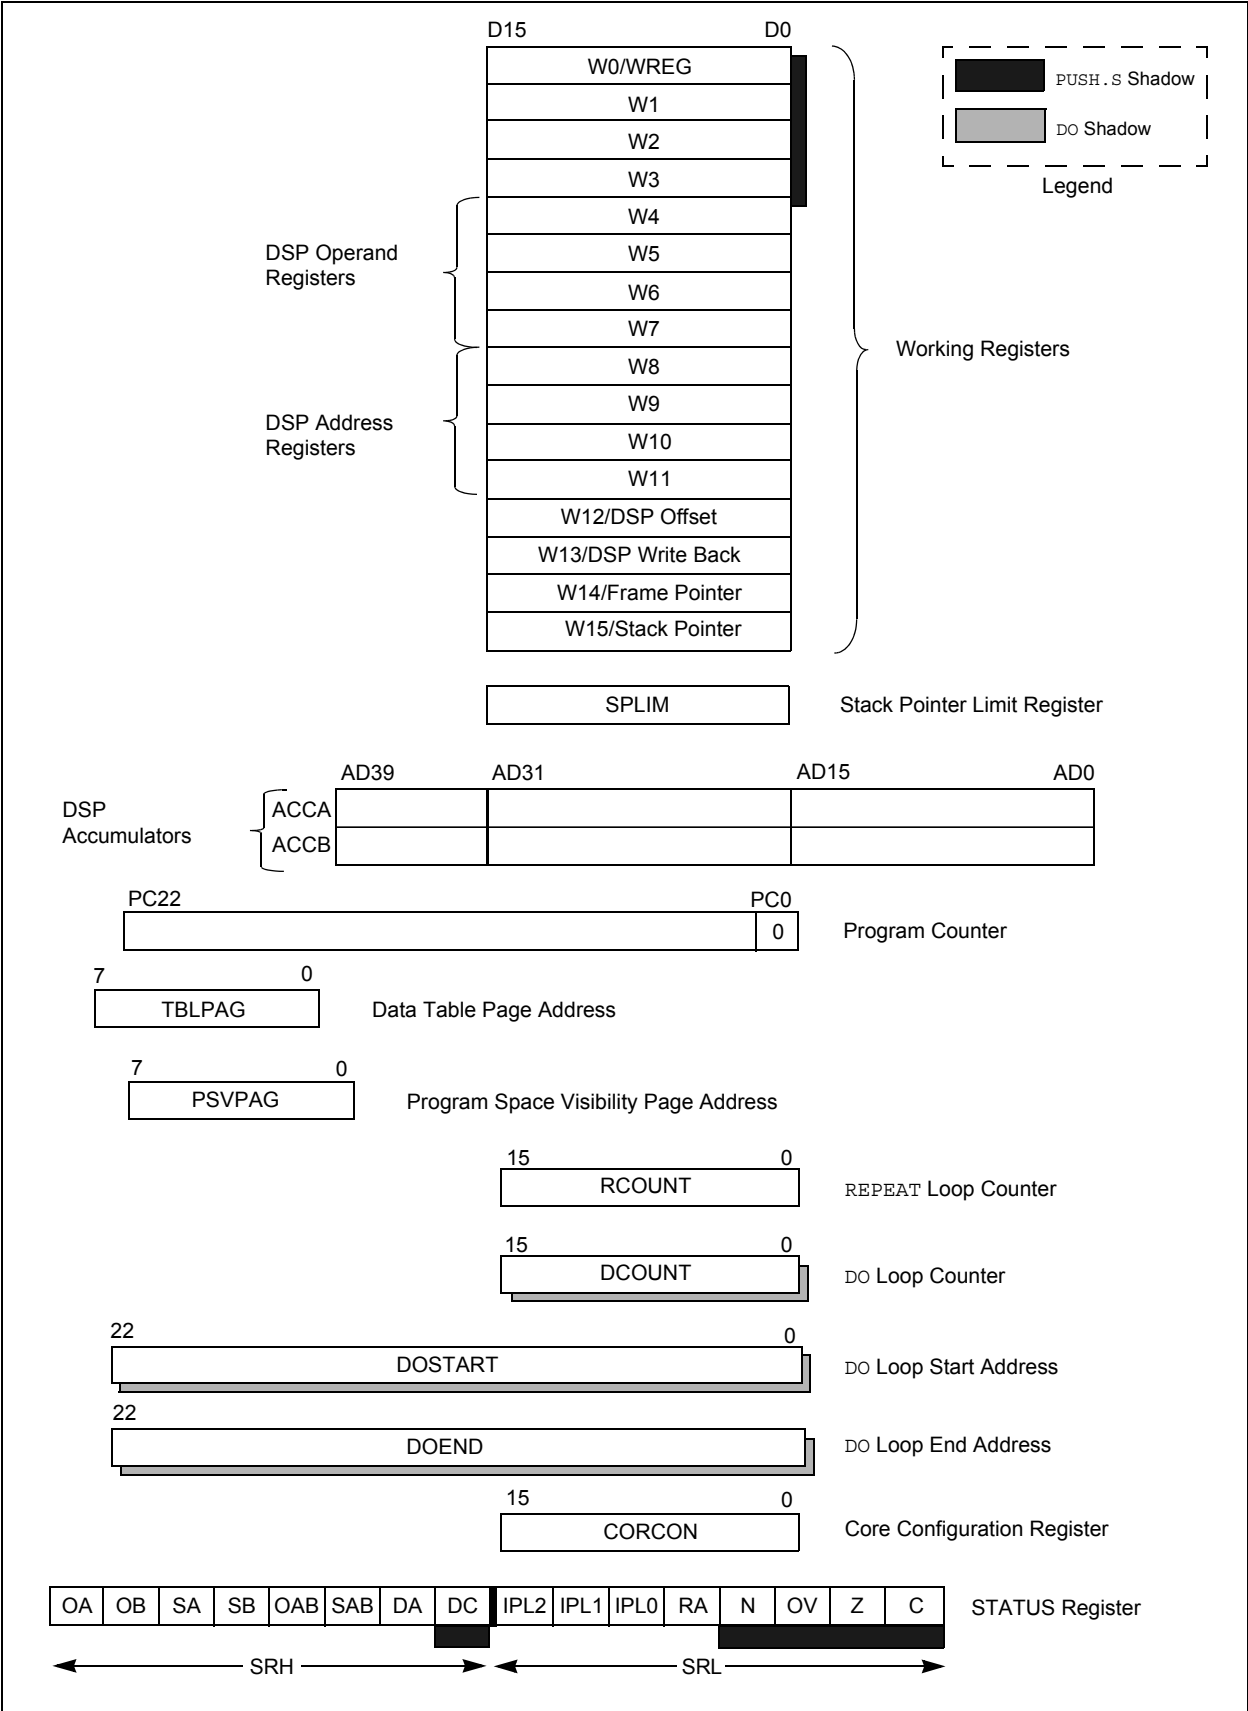 D15 D0
W0/WREG
PUSH.S Shadow
W1
DO Shadow
W2
W3
Legend
W4
DSP Operand
Registers
W5
W6
W7
Working Registers
W8
W9
DSP Address
Registers
W10
W11
W12/DSP Offset
W13/DSP Write Back
W14/Frame Pointer
W15/Stack Pointer
SPLIM Stack Pointer Limit Register
AD39 AD31 AD15 AD0
DSP
Accumulators
ACCA
ACCB
PC22 PC0
0 Program Counter
7 0
TBLPAG Data Table Page Address
7 0
PSVPAG Program Space Visibility Page Address
15 0
RCOUNT REPEAT Loop Counter
15 0
DCOUNT DO Loop Counter
22 0
DOSTART DO Loop Start Address
22
DOEND DO Loop End Address
15 0
CORCON Core Configuration Register
OA OB SA SB OAB SAB DA DC IPL2 IPL1 IPL0 RA N OV Z C STATUS Register
SRH SRL